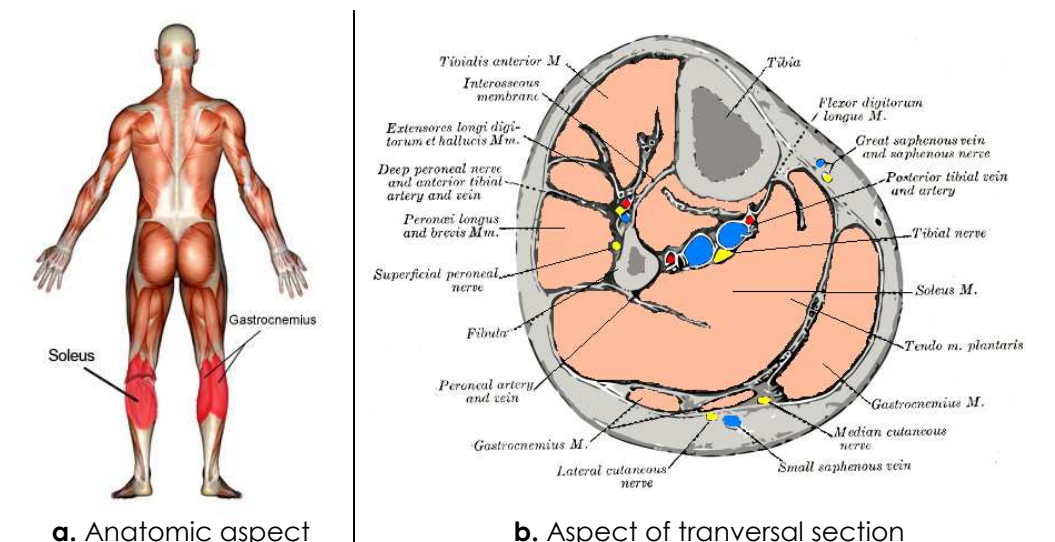 Gastrocnemius
Soleus
a. Anatomic aspect
Tibialis anterior M
Interosseous
membrane
Extensores longi digi-
torum et hallucis Mm.
Deep peroneal nerve
and anterior tibial
artery and vein
Peronæi longus
and brevis Mm.
Superficial peroneal
nerve
Fibula
Peroneal artery
and vein
Gastrocnemius M.
Lateral cutaneous
nerve
Tibia
Flexor digitorum
longus M.
Great saphenous vein
and saphenous nerve
Posterior tibial vein
and artery
Tibial nerve
Soleus M.
Tendo m. plantaris
Gastrocnemius M.
Median cutaneous
nerve
Small saphenous vein
b. Aspect of tranversal section